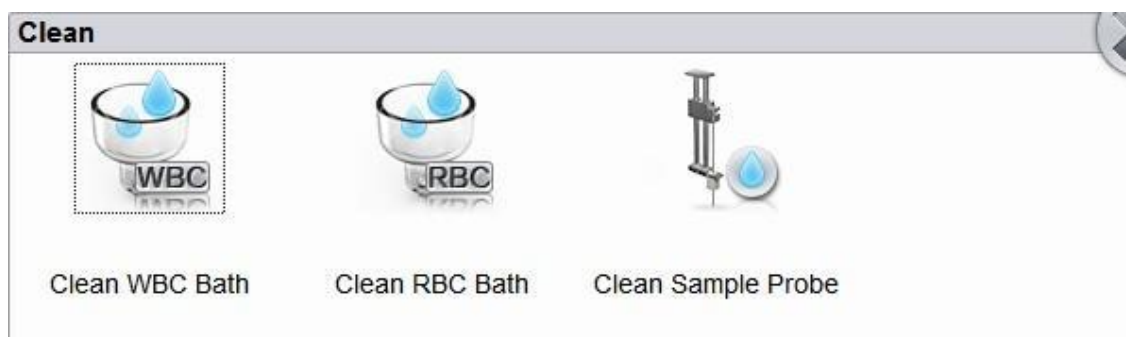 Clean
WBC
RBC
Clean WBC Bath
Clean RBC Bath
Clean Sample Probe